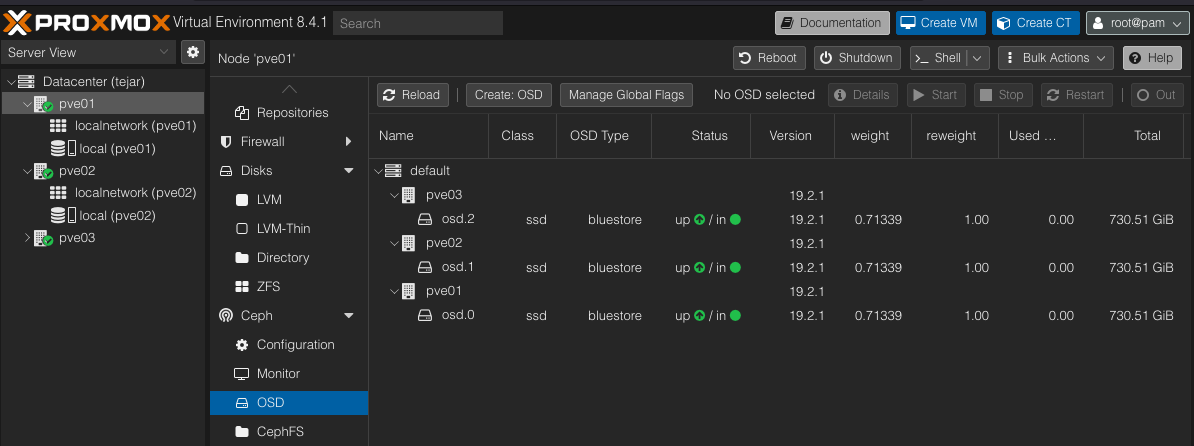 PROXMOX Virtual Environment 8.4.1 Search Documentation Create VM Create CT root@pam
Server View
Datacenter (tejar)
pve01
localnetwork (pve01)
local (pve01)
pve02
localnetwork (pve02)
local (pve02)
pve03
Node 'pve01' Reboot Shutdown >_ Shell Bulk Actions ? Help
Repositories
Firewall
Disks
LVM
LVM-Thin
Directory
ZFS
Ceph
Configuration
Monitor
OSD
CephFS
Reload Create: OSD Manage Global Flags No OSD selected Details Start Stop Restart Out
Name Class OSD Type Status Version weight reweight Used ... Total
default
pve03 19.2.1
osd.2 ssd bluestore up / in 19.2.1 0.71339 1.00 0.00 730.51 GiB
pve02 19.2.1
osd.1 ssd bluestore up / in 19.2.1 0.71339 1.00 0.00 730.51 GiB
pve01 19.2.1
osd.0 ssd bluestore up / in 19.2.1 0.71339 1.00 0.00 730.51 GiB